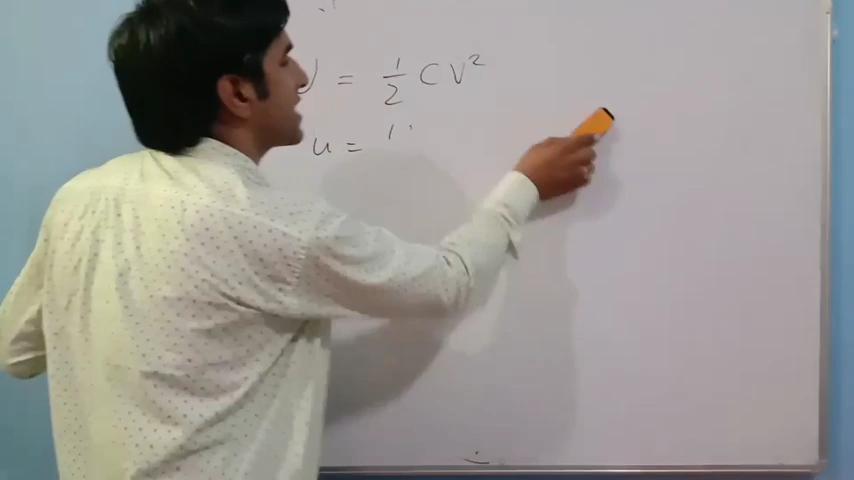 U = 1/2 CV²
u =